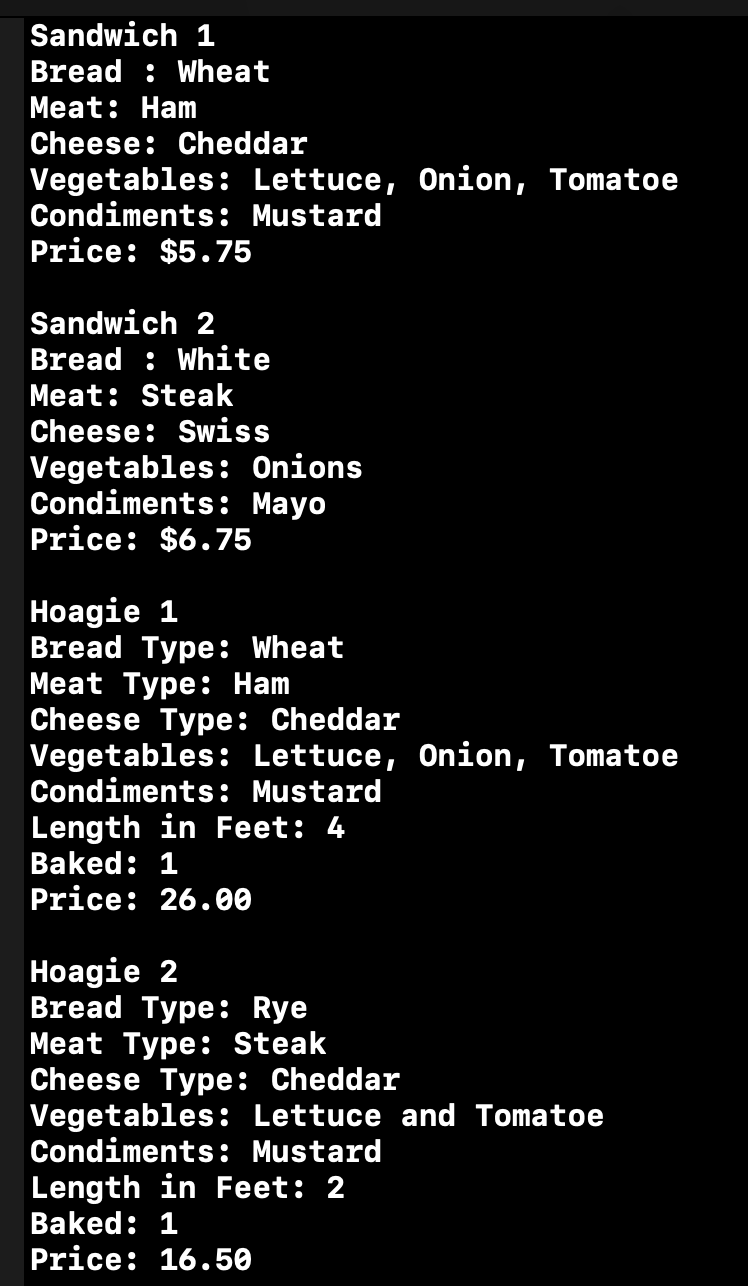 Sandwich 1
Bread : Wheat
Meat: Ham
Cheese: Cheddar
Vegetables: Lettuce, Onion, Tomatoe
Condiments: Mustard
Price: $5.75

Sandwich 2
Bread : White
Meat: Steak
Cheese: Swiss
Vegetables: Onions
Condiments: Mayo
Price: $6.75

Hoagie 1
Bread Type: Wheat
Meat Type: Ham
Cheese Type: Cheddar
Vegetables: Lettuce, Onion, Tomatoe
Condiments: Mustard
Length in Feet: 4
Baked: 1
Price: 26.00

Hoagie 2
Bread Type: Rye
Meat Type: Steak
Cheese Type: Cheddar
Vegetables: Lettuce and Tomatoe
Condiments: Mustard
Length in Feet: 2
Baked: 1
Price: 16.50